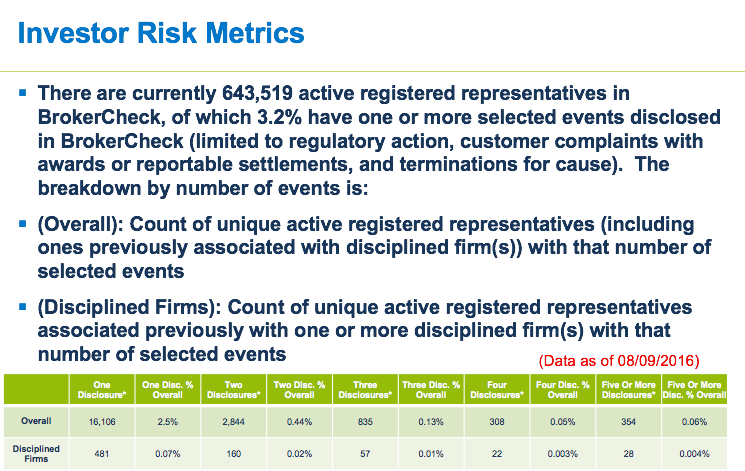 Investor Risk Metrics
▪ There are currently 643,519 active registered representatives in
BrokerCheck, of which 3.2% have one or more selected events disclosed
in BrokerCheck (limited to regulatory action, customer complaints with
awards or reportable settlements, and terminations for cause).  The
breakdown by number of events is:
▪ (Overall): Count of unique active registered representatives (including
ones previously associated with disciplined firm(s)) with that number of
selected events
▪ (Disciplined Firms): Count of unique active registered representatives
associated previously with one or more disciplined firm(s) with that
number of selected events
(Data as of 08/09/2016)
One Disclosure* One Disc. % Overall Two Disclosures* Two Disc. % Overall Three Disclosures* Three Disc. % Overall Four Disclosures* Four Disc. % Overall Five Or More Disclosures* Five Or More Disc. % Overall
Overall 16,106 2.5% 2,844 0.44% 835 0.13% 308 0.05% 354 0.06%
Disciplined Firms 481 0.07% 160 0.02% 57 0.01% 22 0.003% 28 0.004%